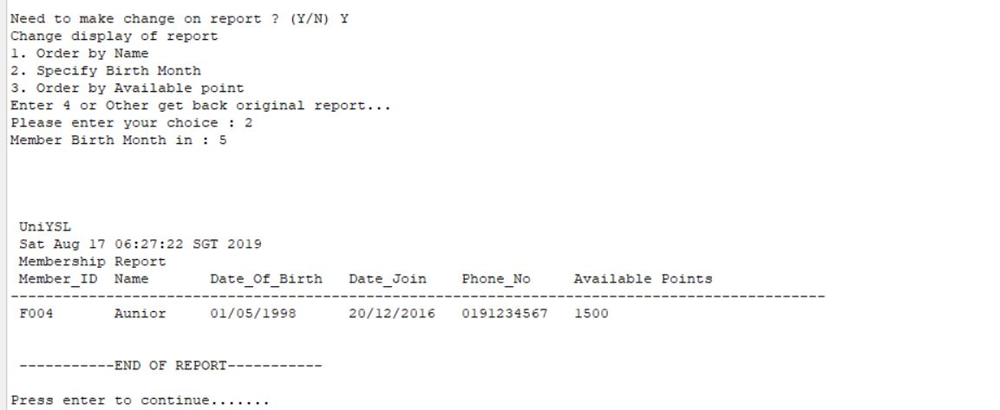 Need to make change on report ? (Y/N) Y
Change display of report
1. Order by Name
2. Specify Birth Month
3. Order by Available point
Enter 4 or Other get back original report...
Please enter your choice : 2
Member Birth Month in : 5
UniYSL
Sat Aug 17 06:27:22 SGT 2019
Membership Report
Member_ID Name Date_Of_Birth Date_Join Phone_No Available Points
----------------------------------------------------------------------------------------------
F004 Aunior 01/05/1998 20/12/2016 0191234567 1500
-----------END OF REPORT-----------
Press enter to continue.......